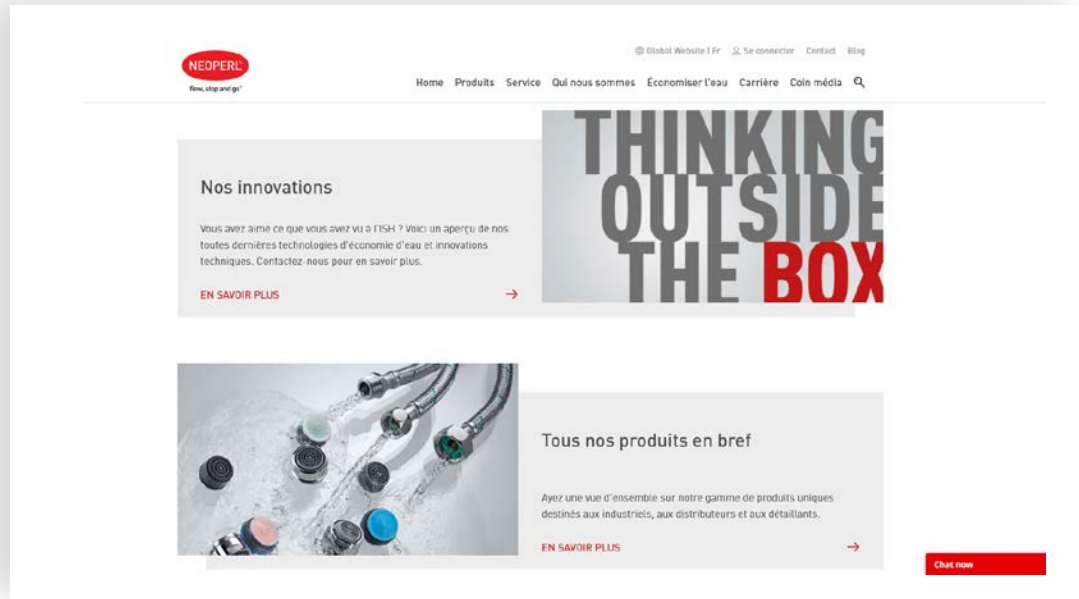 Global Website | Fr Se connecter Contact Blog
NEOPERL®
flow, stop and go®
Home Produits Service Qui nous sommes Économiser l'eau Carrière Coin média
THINKING
OUTSIDE
THE BOX
Nos innovations
Vous avez aimé ce que vous avez vu à l'ISH ? Voici un aperçu de nos
toutes dernières technologies d'économie d'eau et innovations
techniques. Contactez-nous pour en savoir plus.
EN SAVOIR PLUS
Tous nos produits en bref
Ayez une vue d'ensemble sur notre gamme de produits uniques
destinés aux industriels, aux distributeurs et aux détaillants.
EN SAVOIR PLUS
Chat now